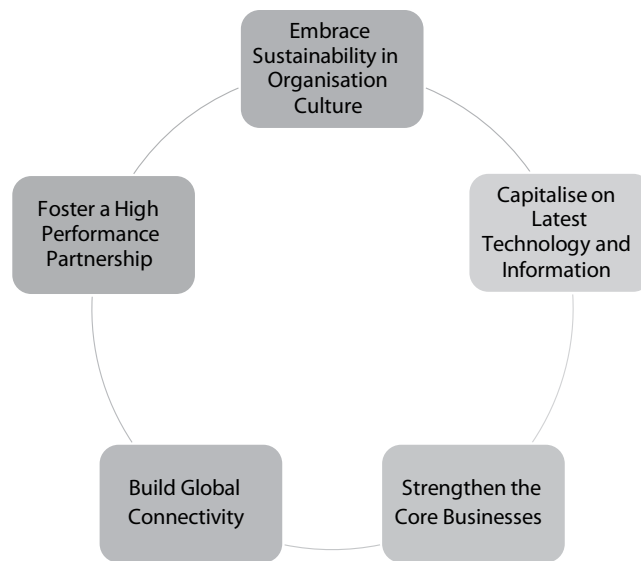 Embrace
Sustainability in
Organisation
Culture
Capitalise on
Latest
Technology and
Information
Strengthen the
Core Businesses
Build Global
Connectivity
Foster a High
Performance
Partnership